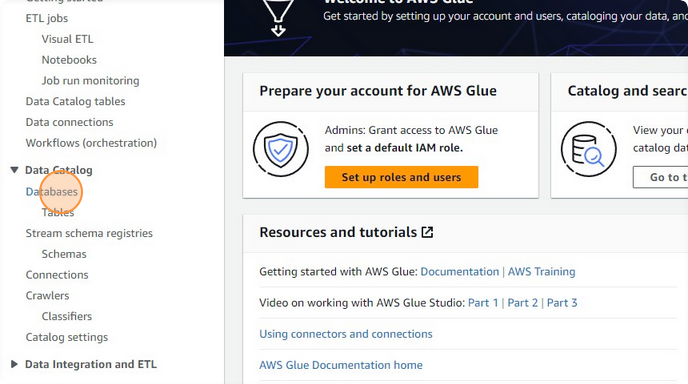 Getting started
ETL jobs
Visual ETL
Notebooks
Job run monitoring
Data Catalog tables
Data connections
Workflows (orchestration)
Data Catalog
Databases
Tables
Stream schema registries
Schemas
Connections
Crawlers
Classifiers
Catalog settings
Data Integration and ETL
Welcome to AWS Glue
Get started by setting up your account and users, cataloging your data, and
Prepare your account for AWS Glue
Admins: Grant access to AWS Glue
and set a default IAM role.
Set up roles and users
Catalog and searc
View your
catalog dat
Go to t
Resources and tutorials
Getting started with AWS Glue: Documentation | AWS Training
Video on working with AWS Glue Studio: Part 1 | Part 2 | Part 3
Using connectors and connections
AWS Glue Documentation home